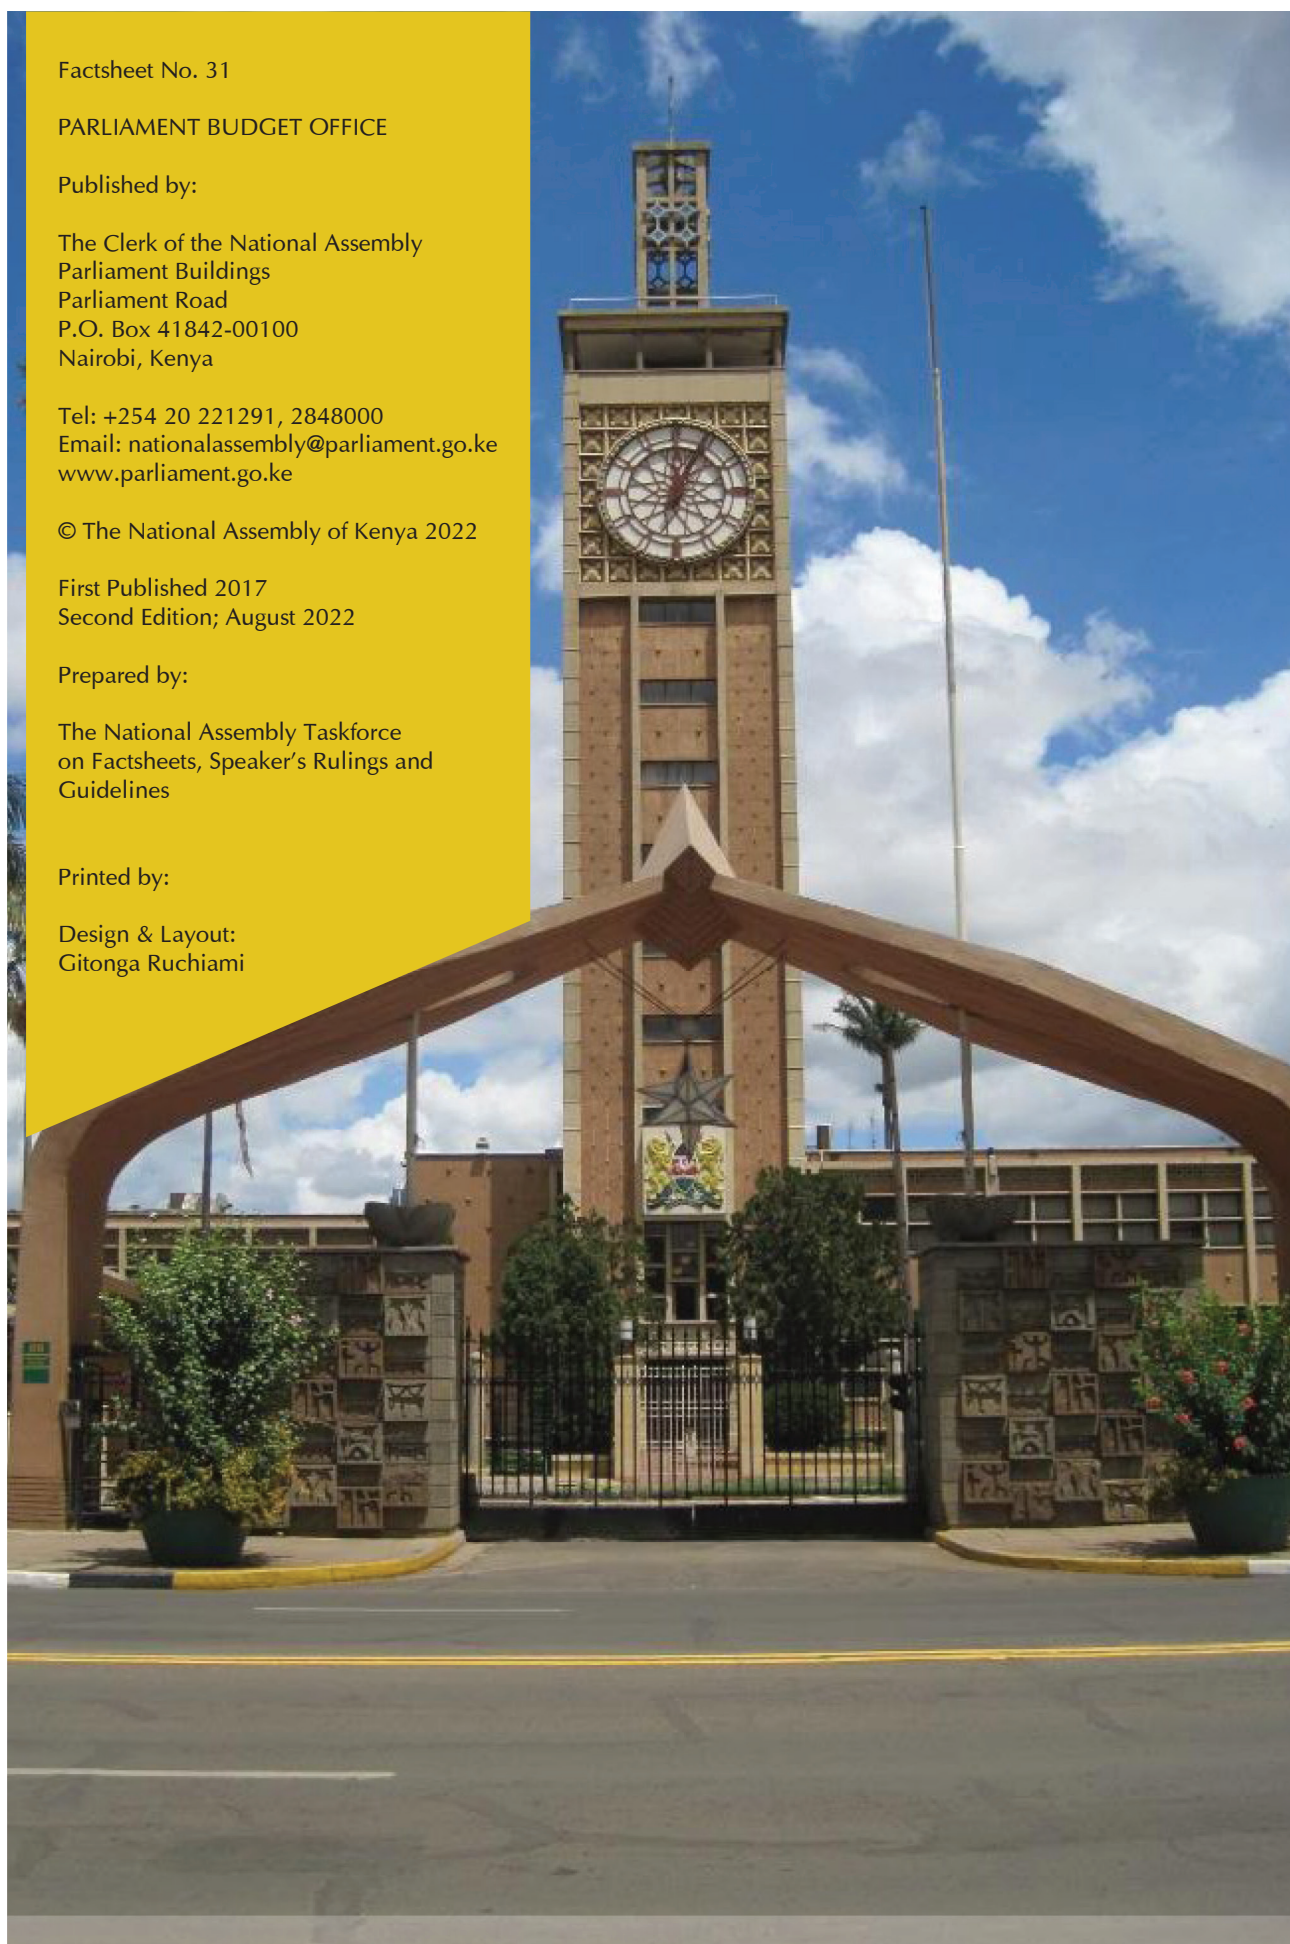 Factsheet No. 31
PARLIAMENT BUDGET OFFICE
Published by:
The Clerk of the National Assembly
Parliament Buildings
Parliament Road
P.O. Box 41842-00100
Nairobi, Kenya
Tel: +254 20 221291, 2848000
Email: nationalassembly@parliament.go.ke
www.parliament.go.ke
© The National Assembly of Kenya 2022
First Published 2017
Second Edition; August 2022
Prepared by:
The National Assembly Taskforce
on Factsheets, Speaker’s Rulings and
Guidelines
Printed by:
Design & Layout:
Gitonga Ruchiami